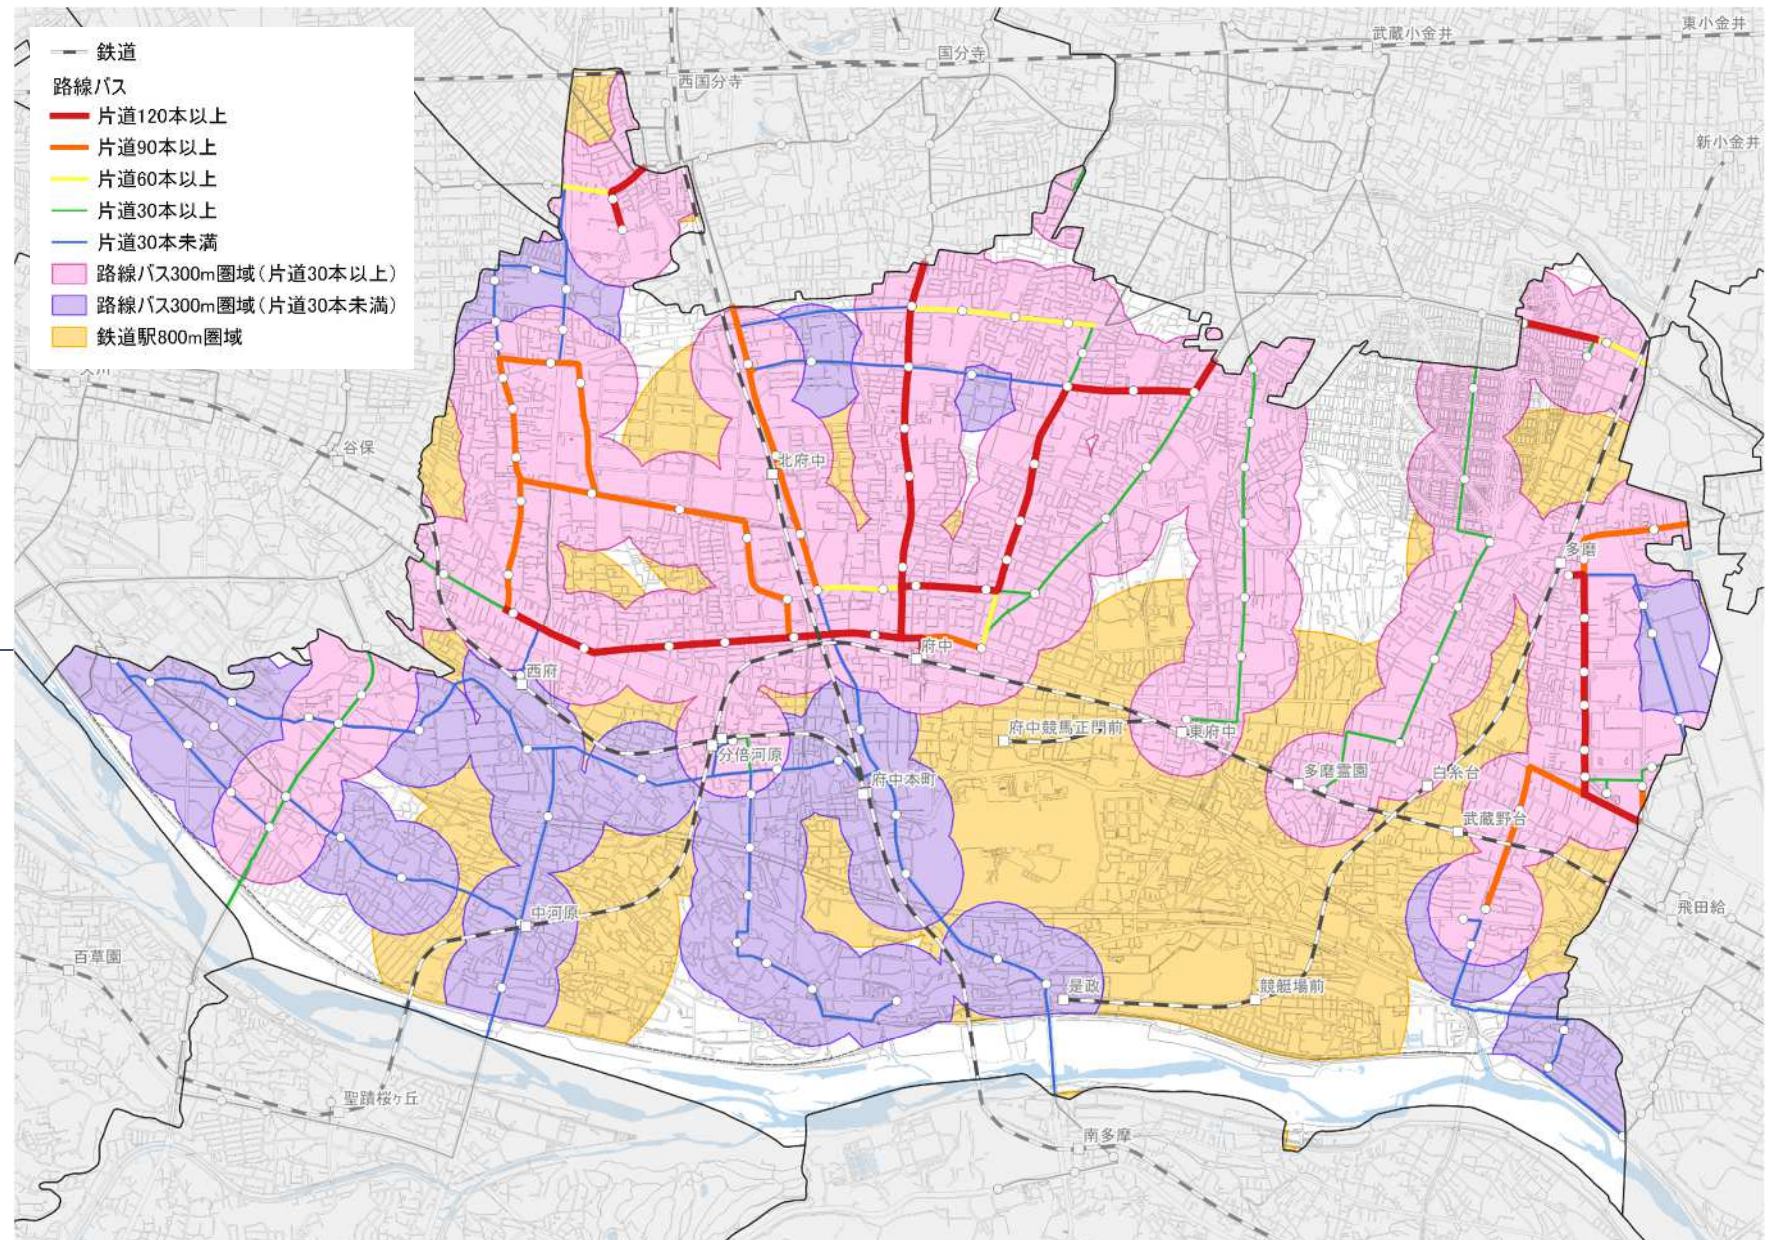 鉄道
路線バス
片道120本以上
片道90本以上
片道60本以上
片道30本以上
片道30本未満
路線バス300m圏域(片道30本以上)
路線バス300m圏域(片道30本未満)
鉄道駅800m圏域
東小金井
武蔵小金井
国分寺
西国分寺
新小金井
谷保
北府中
多磨
府中
西府
府中競馬正門前
東府中
分倍河原
府中本町
多磨霊園
白糸台
武蔵野台
中河原
飛田給
百草園
是政
競艇場前
聖蹟桜ヶ丘
南多摩